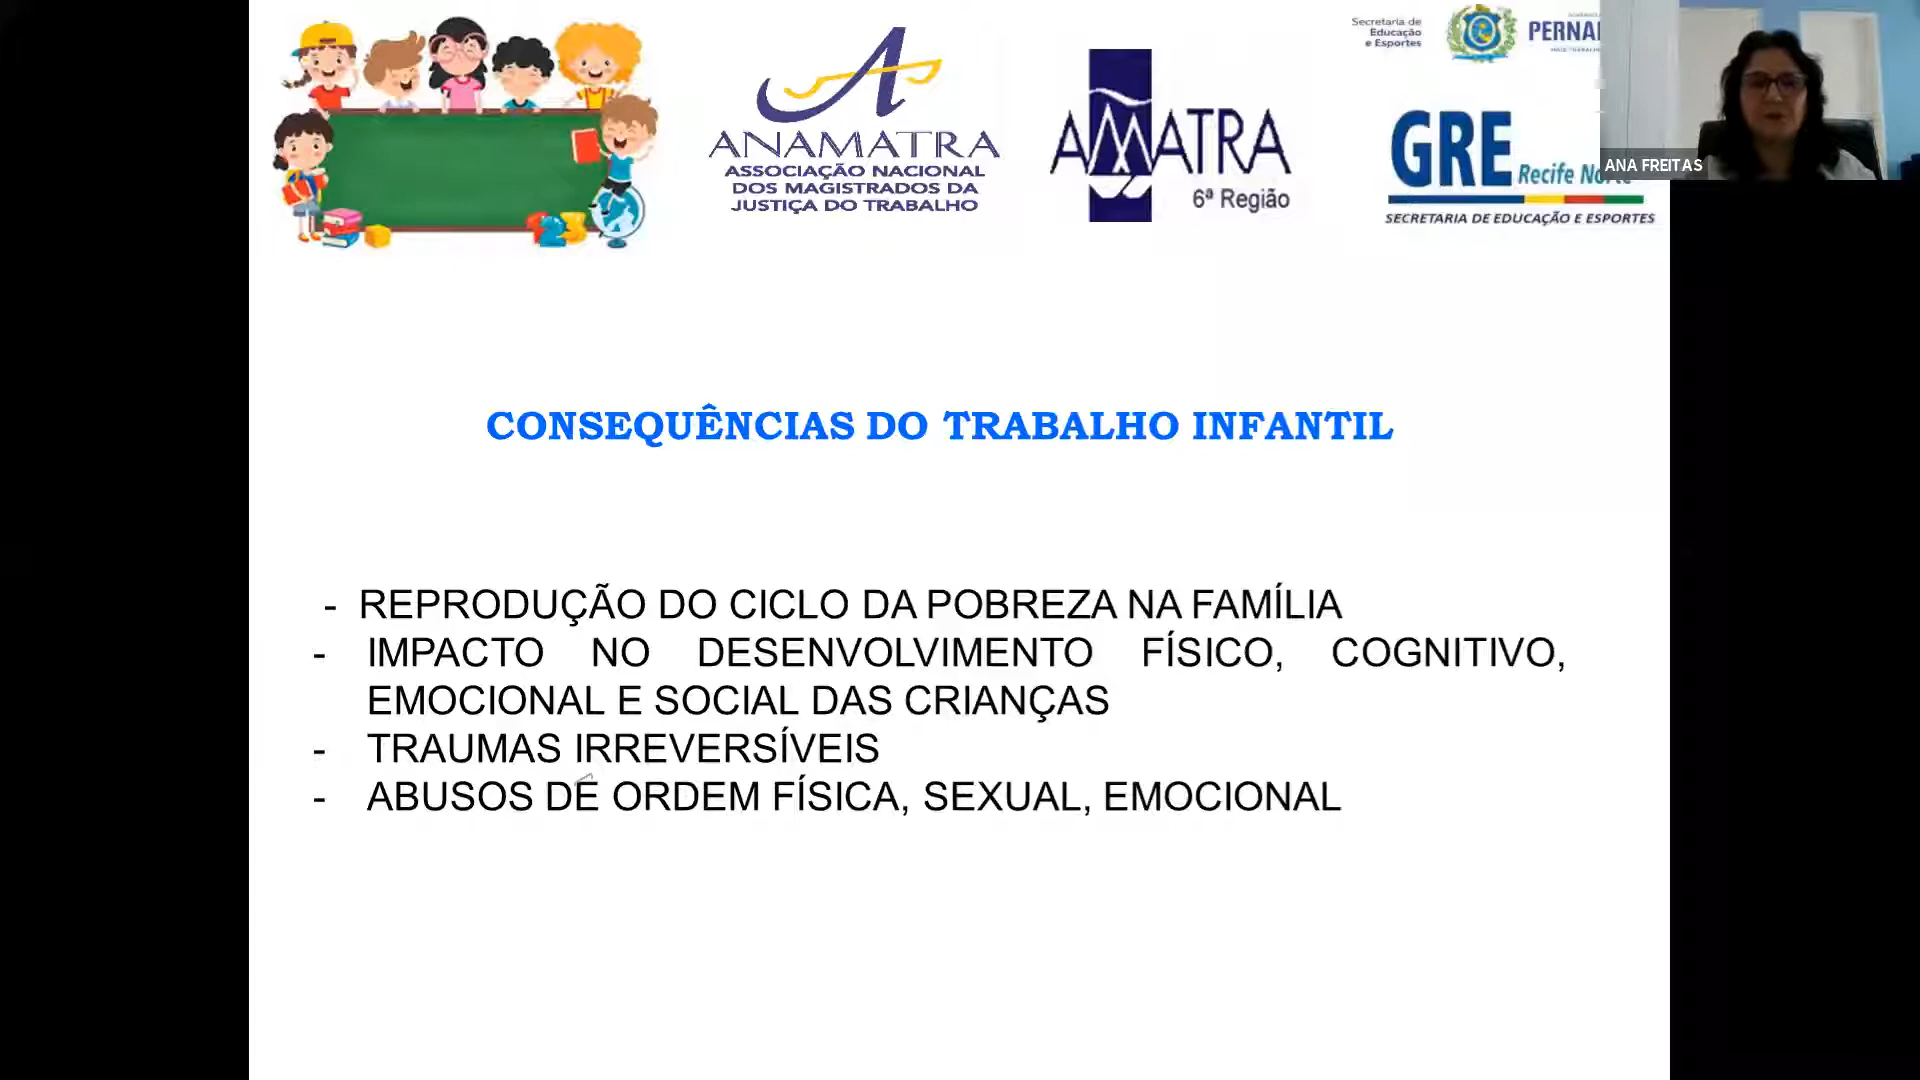 Secretaria de
Educação
e Esportes
ANAMATRA
ASSOCIAÇÃO NACIONAL
DOS MAGISTRADOS DA
JUSTIÇA DO TRABALHO
AMATRA
6ª Região
GRE Recife Norte
SECRETARIA DE EDUCAÇÃO E ESPORTES
ANA FREITAS
123
CONSEQUÊNCIAS DO TRABALHO INFANTIL
- REPRODUÇÃO DO CICLO DA POBREZA NA FAMÍLIA
- IMPACTO NO DESENVOLVIMENTO FÍSICO, COGNITIVO,
EMOCIONAL E SOCIAL DAS CRIANÇAS
- TRAUMAS IRREVERSÍVEIS
- ABUSOS DE ORDEM FÍSICA, SEXUAL, EMOCIONAL